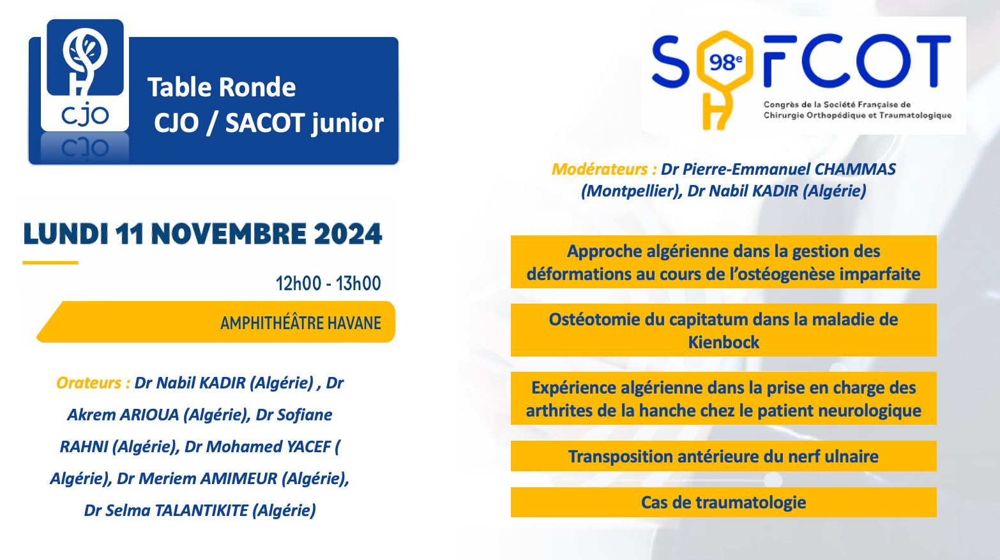 cjo
Table Ronde
CJO / SACOT junior
LUNDI 11 NOVEMBRE 2024
12h00 - 13h00
AMPHITHÉÂTRE HAVANE
Orateurs : Dr Nabil KADIR (Algérie) , Dr
Akrem ARIOUA (Algérie), Dr Sofiane
RAHNI (Algérie), Dr Mohamed YACEF (
Algérie), Dr Meriem AMIMEUR (Algérie),
Dr Selma TALANTIKITE (Algérie)
SOFCOT
98e
Congrès de la Société Française de
Chirurgie Orthopédique et Traumatologique
Modérateurs : Dr Pierre-Emmanuel CHAMMAS
(Montpellier), Dr Nabil KADIR (Algérie)
Approche algérienne dans la gestion des
déformations au cours de l’ostéogenèse imparfaite
Ostéotomie du capitatum dans la maladie de
Kienbock
Expérience algérienne dans la prise en charge des
arthrites de la hanche chez le patient neurologique
Transposition antérieure du nerf ulnaire
Cas de traumatologie